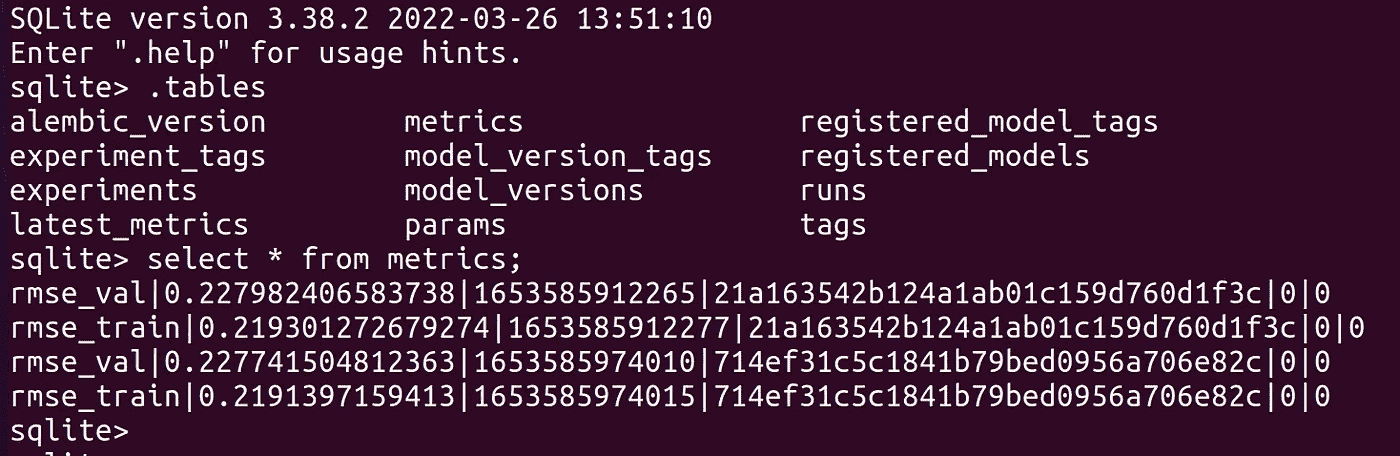 SQLite version 3.38.2 2022-03-26 13:51:10
Enter ".help" for usage hints.
sqlite> .tables
alembic_version        metrics                registered_model_tags
experiment_tags        model_version_tags     registered_models
experiments            model_versions         runs
latest_metrics         params                 tags
sqlite> select * from metrics;
rmse_val|0.227982406583738|1653585912265|21a163542b124a1ab01c159d760d1f3c|0|0
rmse_train|0.219301272679274|1653585912277|21a163542b124a1ab01c159d760d1f3c|0|0
rmse_val|0.227741504812363|1653585974010|714ef31c5c1841b79bed0956a706e82c|0|0
rmse_train|0.2191397159413|1653585974015|714ef31c5c1841b79bed0956a706e82c|0|0
sqlite>